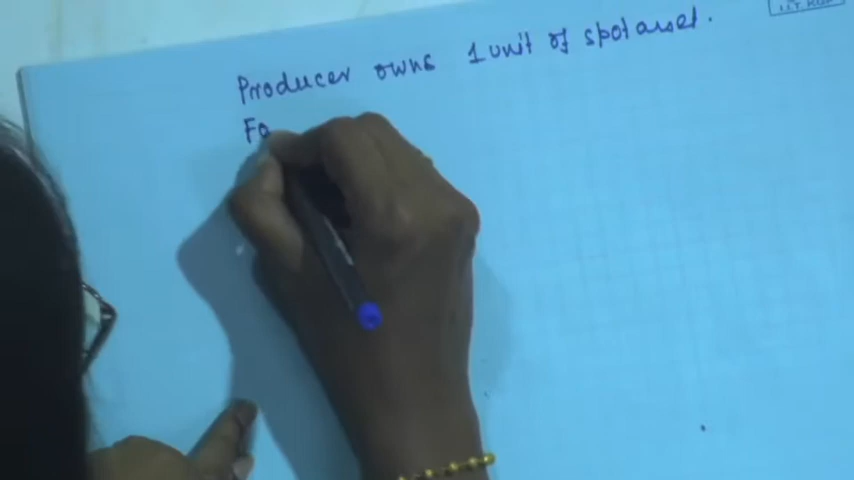 Producer owns 1 unit of spot asset.
Fo